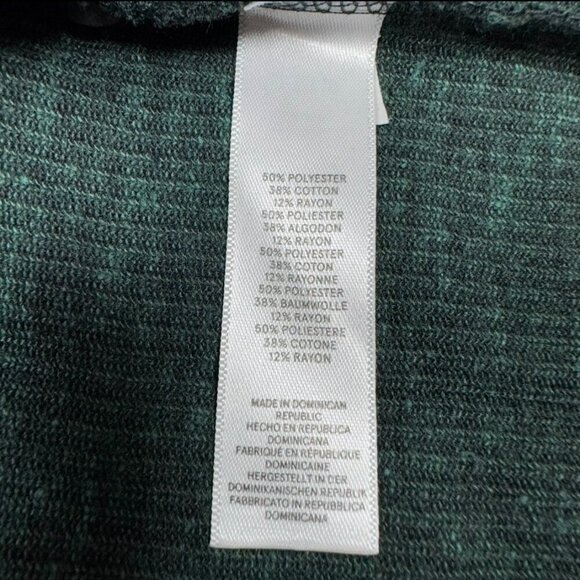 50% POLYESTER
38% COTTON
12% RAYON
50% POLIESTER
38% ALGODON
12% RAYON
50% POLYESTER
38% COTON
12% RAYONNE
50% POLYESTER
38% BAUMWOLLE
12% RAYON
50% POLIESTERE
38% COTONE
12% RAYON
MADE IN DOMINICAN
REPUBLIC
HECHO EN REPUBLICA
DOMINICANA
FABRIQUÉ EN RÉPUBLIQUE
DOMINICAINE
HERGESTELLT IN DER
DOMINIKANISCHEN REPUBLIK
FABBRICATO IN REPUBBLICA
DOMINICANA